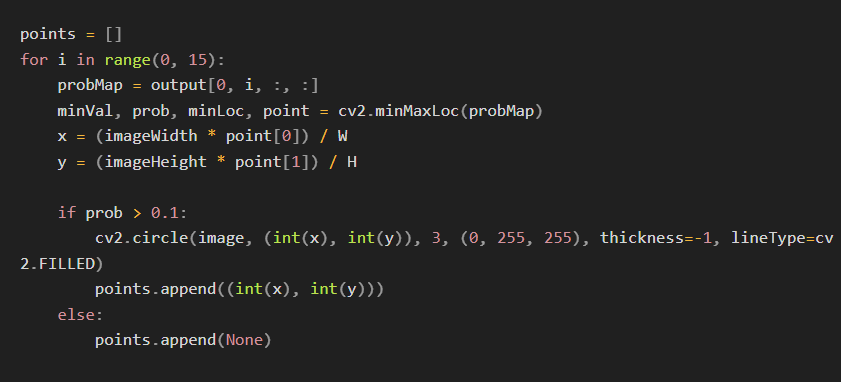 points = []
for i in range(0, 15):
    probMap = output[0, i, :, :]
    minVal, prob, minLoc, point = cv2.minMaxLoc(probMap)
    x = (imageWidth * point[0]) / W
    y = (imageHeight * point[1]) / H

    if prob > 0.1:
        cv2.circle(image, (int(x), int(y)), 3, (0, 255, 255), thickness=-1, lineType=cv
2.FILLED)
        points.append((int(x), int(y)))
    else:
        points.append(None)